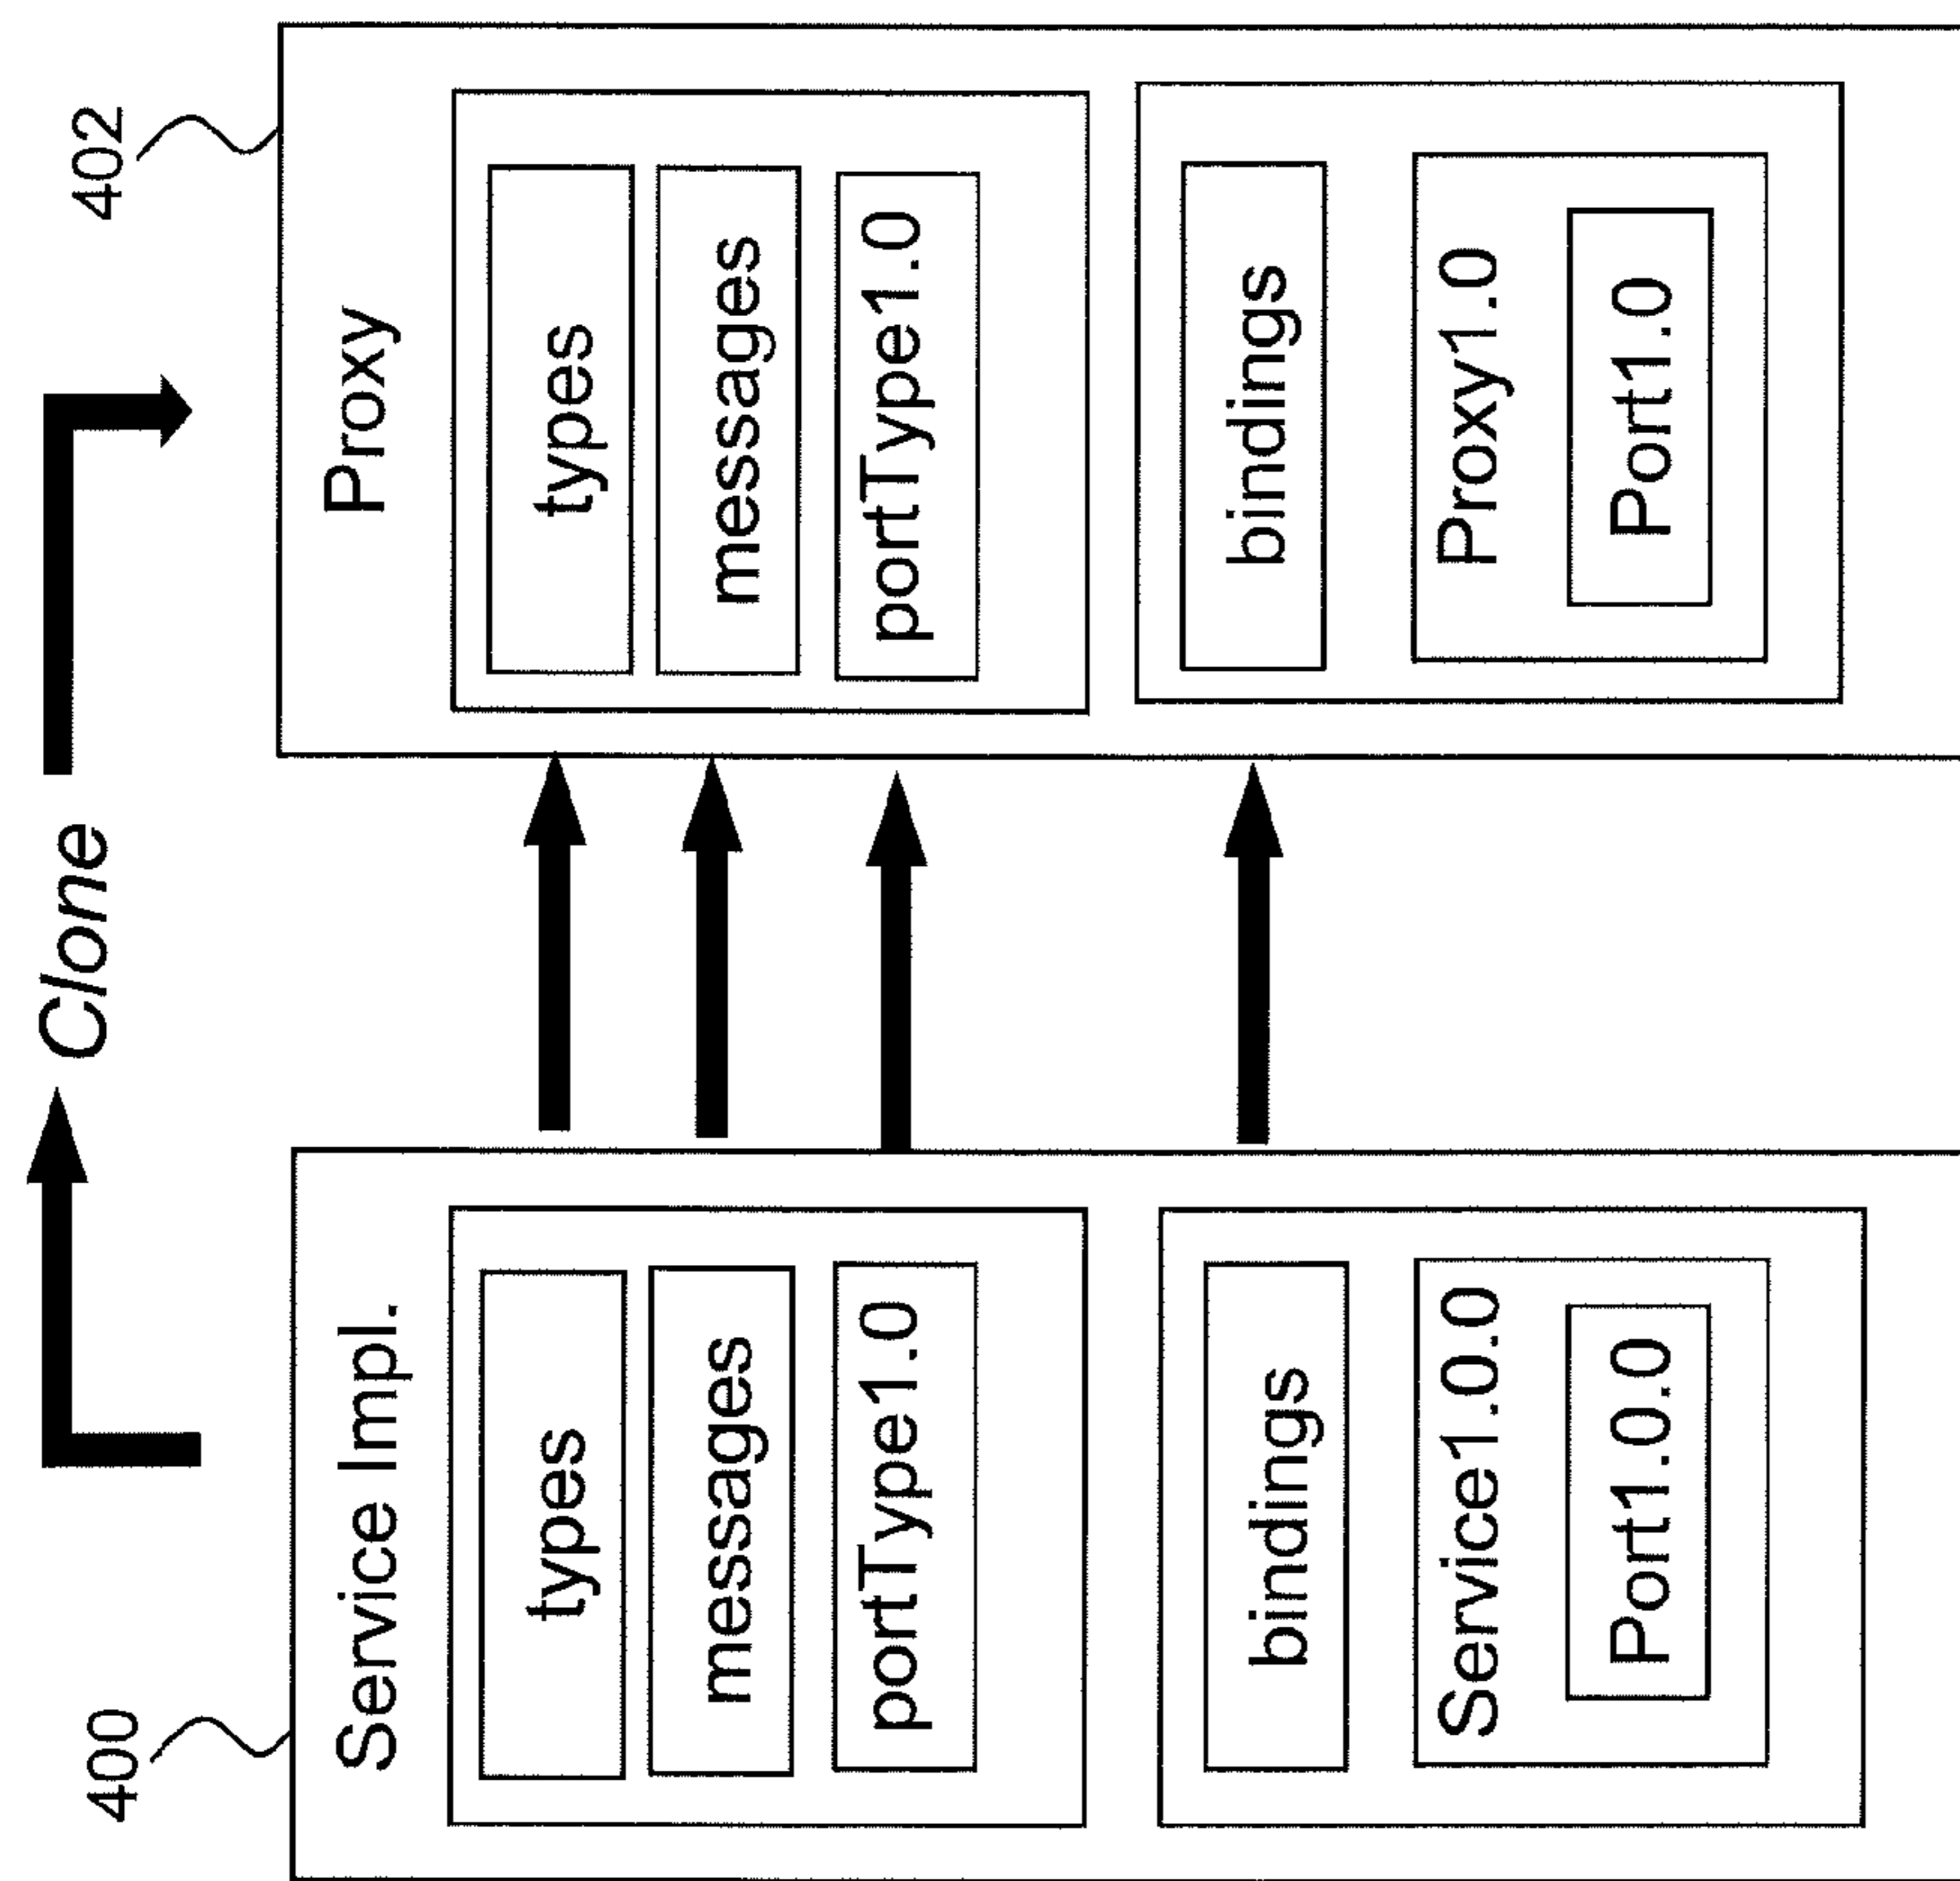 Clone
400
402
Service Impl.
types
messages
portType1.0
bindings
Service1.0.0
Port1.0.0
Proxy
types
messages
portType1.0
bindings
Proxy1.0
Port1.0